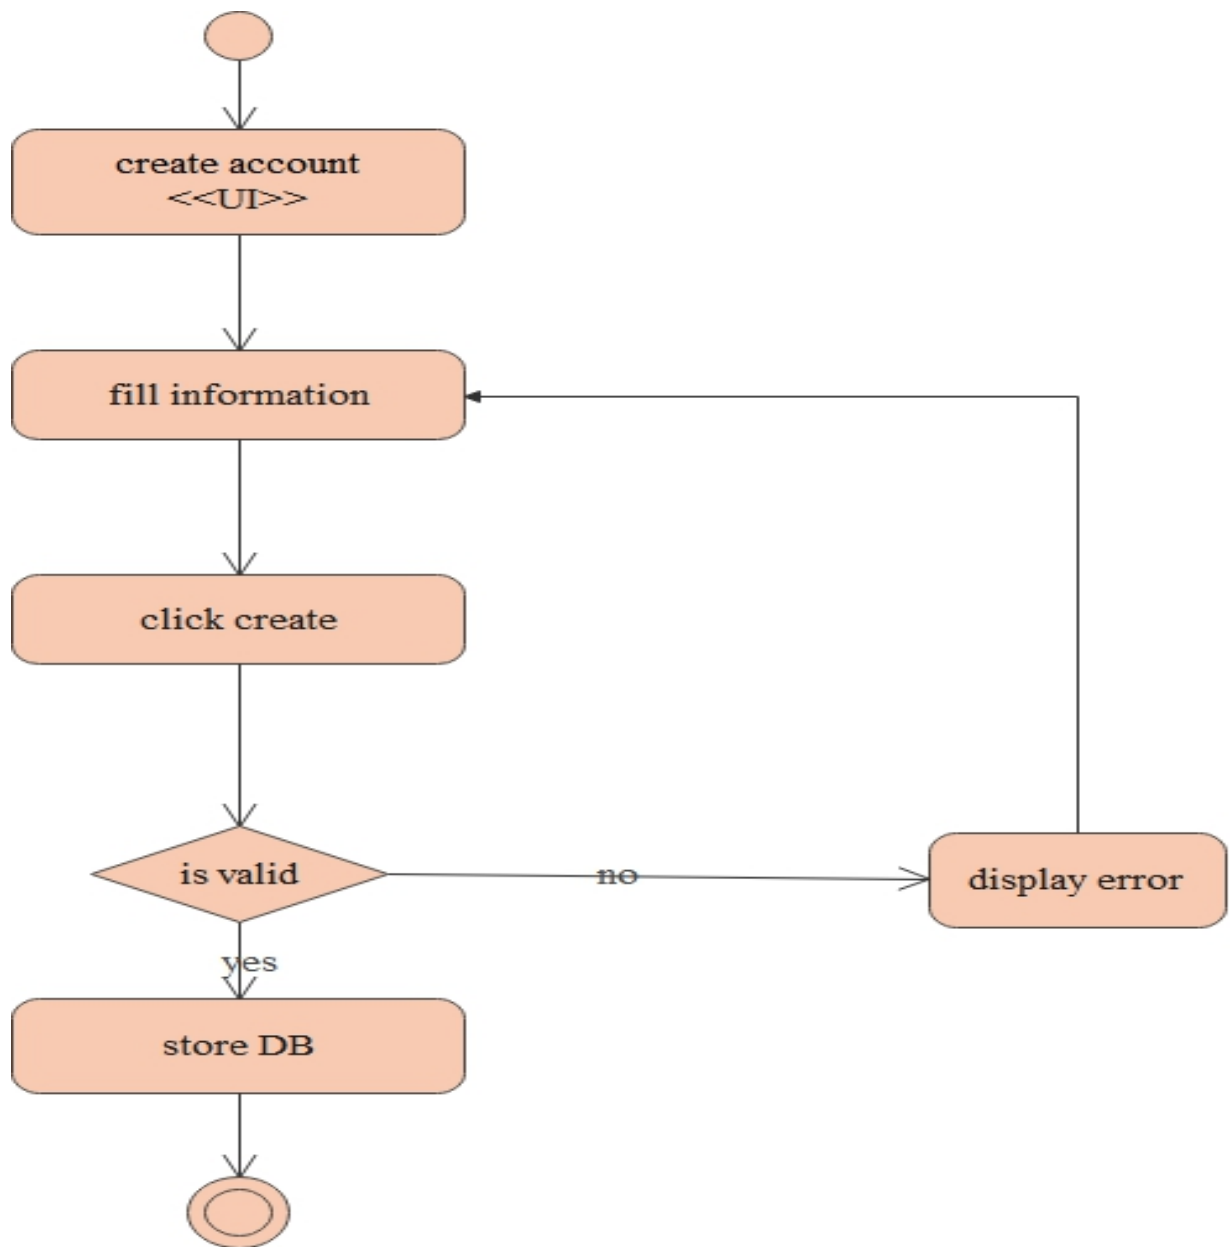 create account
<<UI>>
fill information
click create
is valid
no
display error
yes
store DB